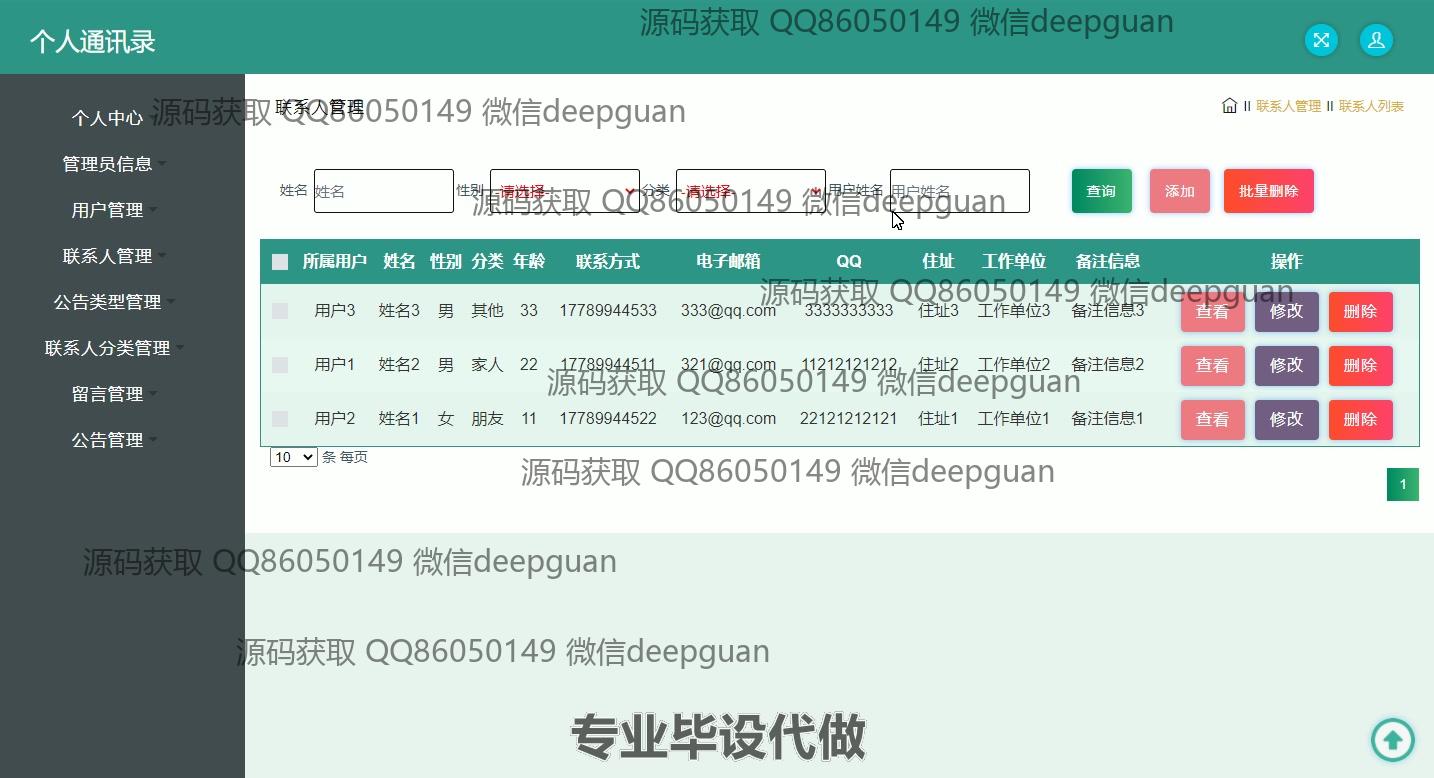 源码获取 QQ86050149 微信deepguan
个人通讯录
个人中心
管理员信息
用户管理
联系人管理
公告类型管理
联系人分类管理
留言管理
公告管理
源码获取 QQ86050149 微信deepguan
联系人管理
II 联系人管理 II 联系人列表
姓名 姓名 性别 -请选择- 分类 -请选择- 用户姓名 用户姓名 查询 添加 批量删除
源码获取 QQ86050149 微信deepguan
所属用户 姓名 性别 分类 年龄 联系方式 电子邮箱 QQ 住址 工作单位 备注信息 操作
源码获取 QQ86050149 微信deepguan
用户3 姓名3 男 其他 33 17789944533 333@qq.com 3333333333 住址3 工作单位3 备注信息3 查看 修改 删除
用户1 姓名2 男 家人 22 17789944511 321@qq.com 11212121212 住址2 工作单位2 备注信息2 查看 修改 删除
源码获取 QQ86050149 微信deepguan
用户2 姓名1 女 朋友 11 17789944522 123@qq.com 22121212121 住址1 工作单位1 备注信息1 查看 修改 删除
10 条 每页
源码获取 QQ86050149 微信deepguan
1
源码获取 QQ86050149 微信deepguan
源码获取 QQ86050149 微信deepguan
专业毕设代做